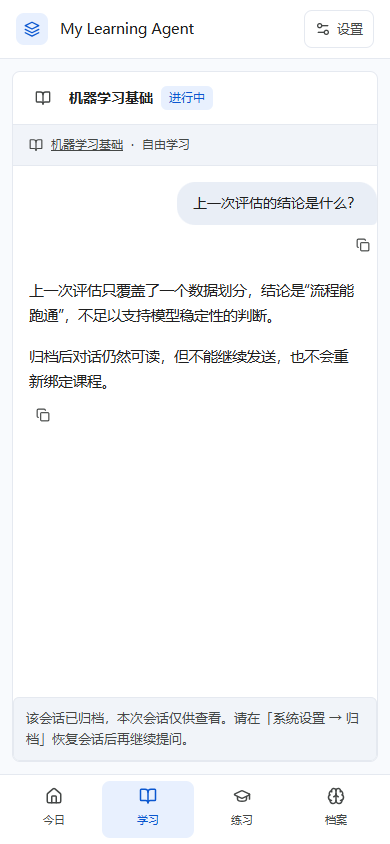 My Learning Agent
设置
机器学习基础 进行中
机器学习基础 · 自由学习
上一次评估的结论是什么？
上一次评估只覆盖了一个数据划分，结论是“流程能
跑通”，不足以支持模型稳定性的判断。
归档后对话仍然可读，但不能继续发送，也不会重
新绑定课程。
该会话已归档，本次会话仅供查看。请在「系统设置 → 归
档」恢复会话后再继续提问。
今日
学习
练习
档案